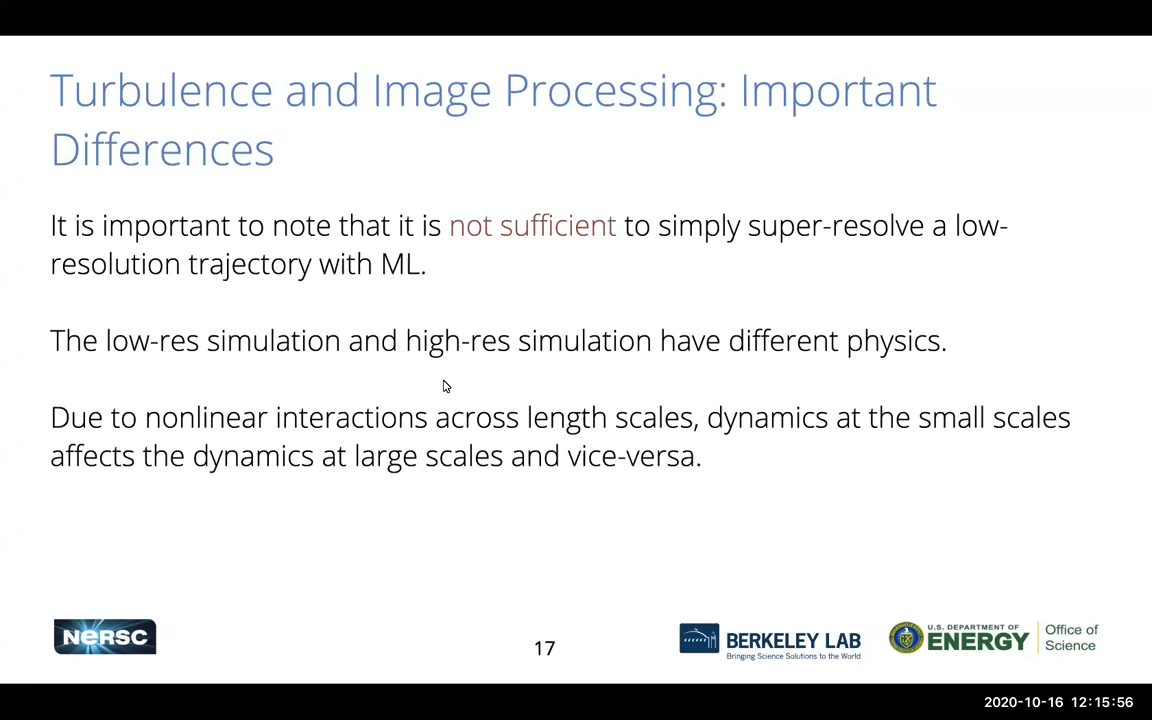 Turbulence and Image Processing: Important
Differences
It is important to note that it is not sufficient to simply super-resolve a low-
resolution trajectory with ML.
The low-res simulation and high-res simulation have different physics.
Due to nonlinear interactions across length scales, dynamics at the small scales
affects the dynamics at large scales and vice-versa.
NERSC
17
BERKELEY LAB
Bringing Science Solutions to the World
U.S. DEPARTMENT OF
ENERGY
Office of
Science
2020-10-16 12:15:56